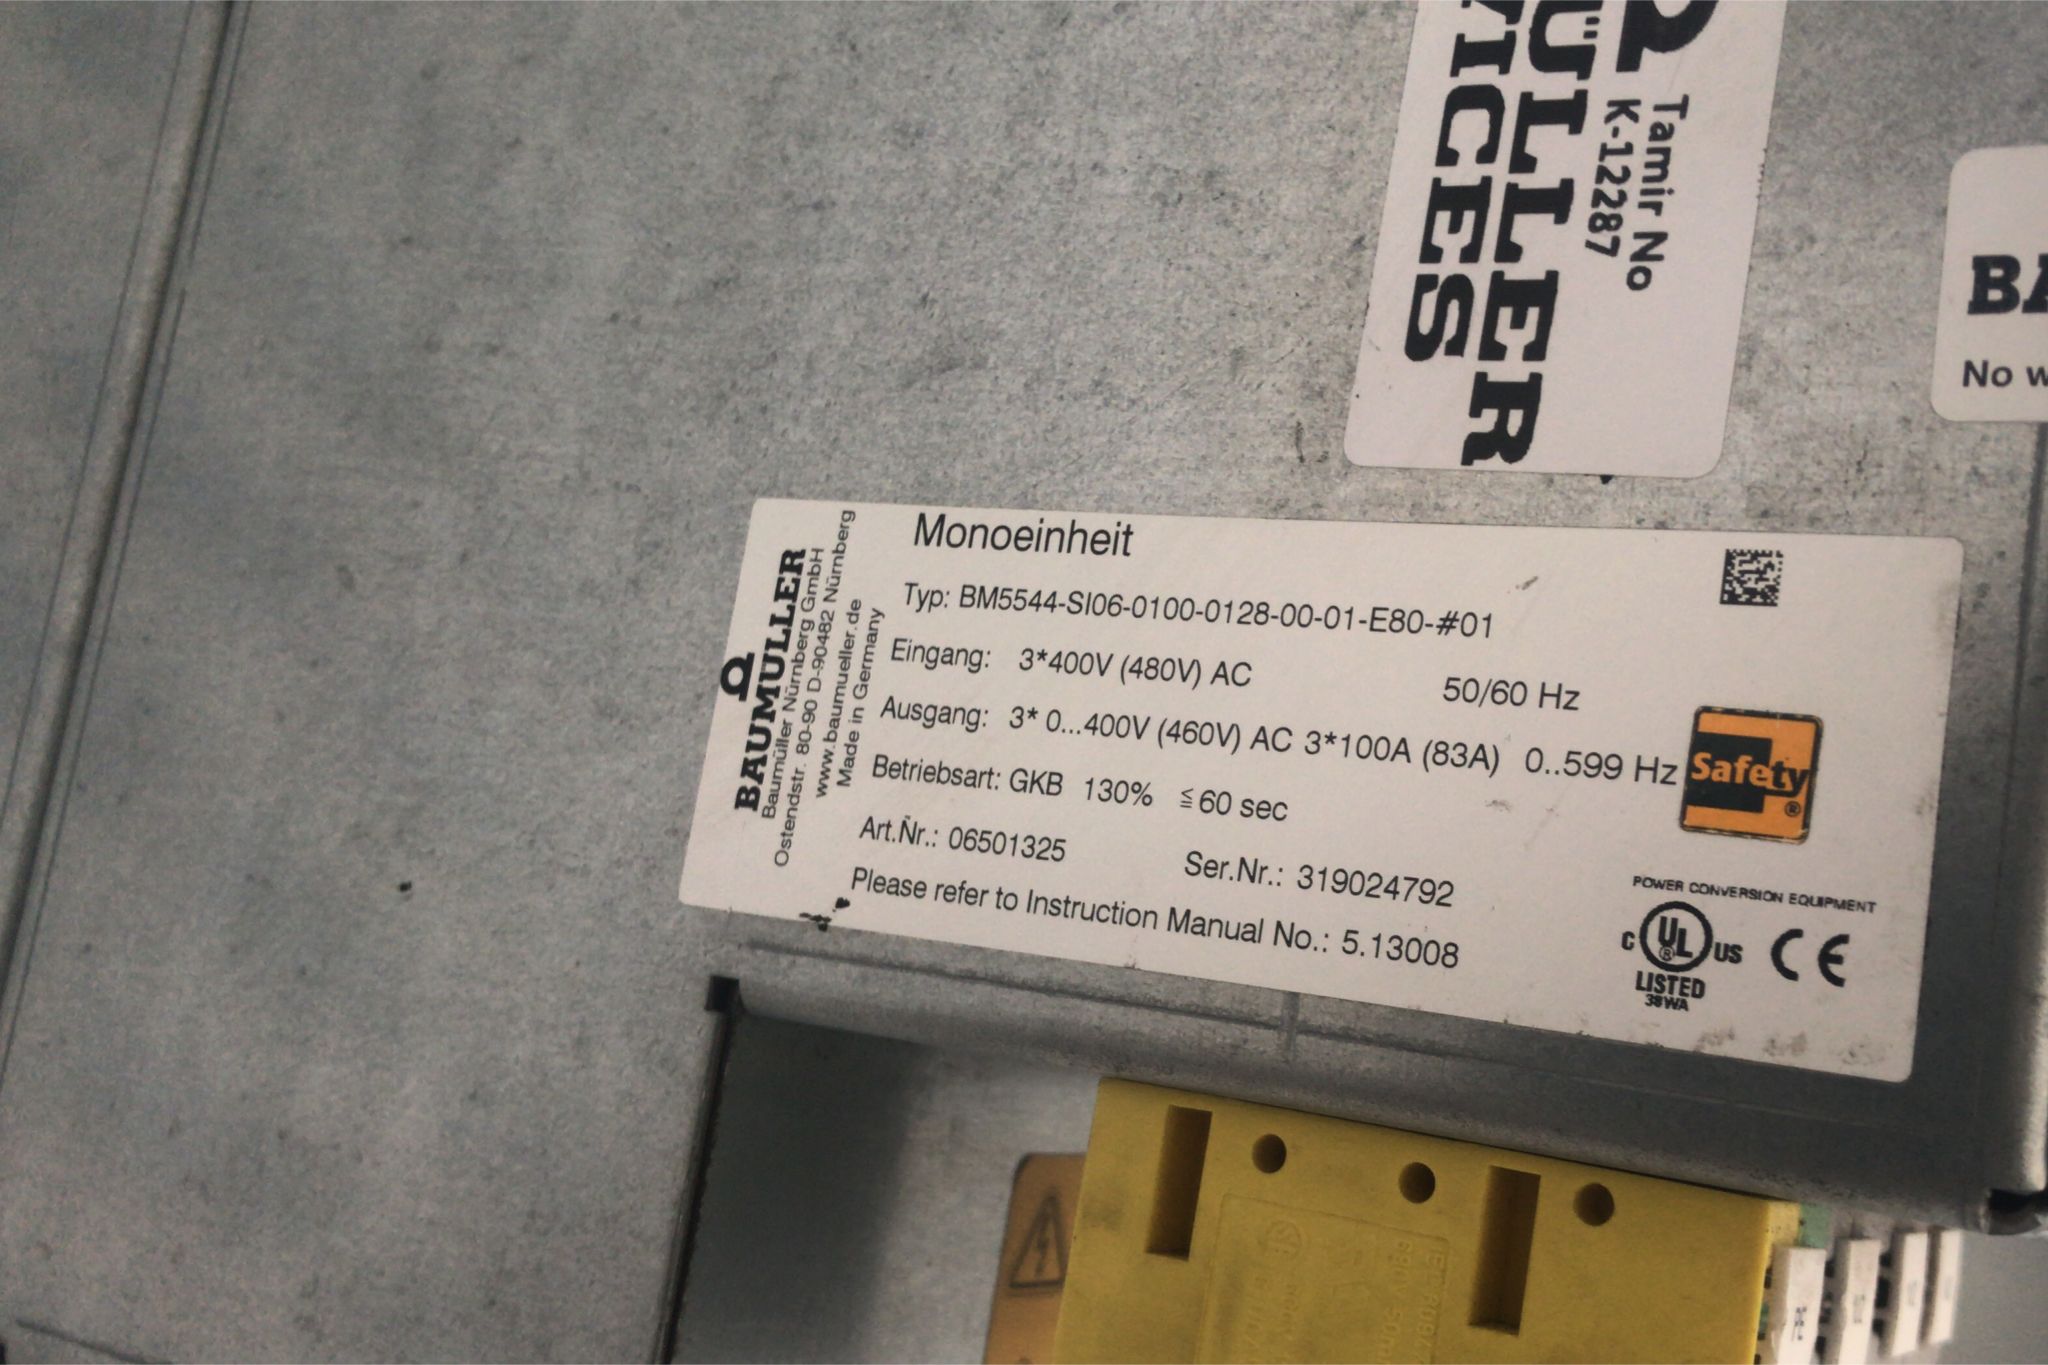 ÜLLER
VICES
Tamir No
K-12287
BA
No w
BAUMÜLLER
Baumüller Nürnberg GmbH
Ostendstr. 80-90 D-90482 Nürnberg
www.baumueller.de
Made in Germany
Monoeinheit
Typ: BM5544-SI06-0100-0128-00-01-E80-#01
Eingang: 3*400V (480V) AC 50/60 Hz
Ausgang: 3* 0...400V (460V) AC 3*100A (83A) 0..599 Hz
Betriebsart: GKB 130% ≦ 60 sec
Art.Nr.: 06501325 Ser.Nr.: 319024792
Please refer to Instruction Manual No.: 5.13008
Safety
®
POWER CONVERSION EQUIPMENT
C UL ® US CE
LISTED
38WA